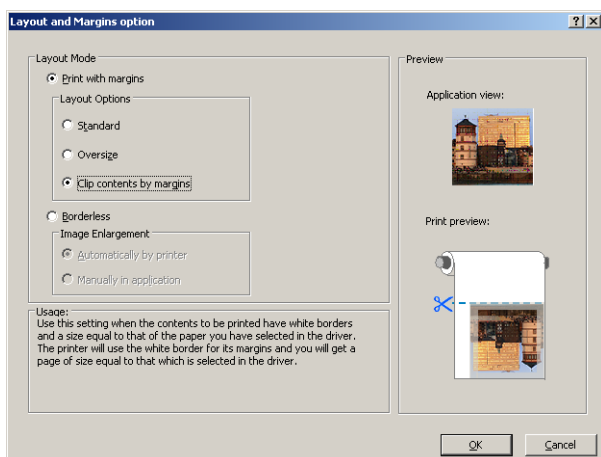 Layout and Margins option
Layout Mode
Print with margins
Layout Options
Standard
Oversize
Clip contents by margins
Borderless
Image Enlargement
Automatically by printer
Manually in application
Usage:
Use this setting when the contents to be printed have white borders
and a size equal to that of the paper you have selected in the driver.
The printer will use the white border for its margins and you will get a
page of size equal to that which is selected in the driver.
Preview
Application view:
Print preview:
OK
Cancel